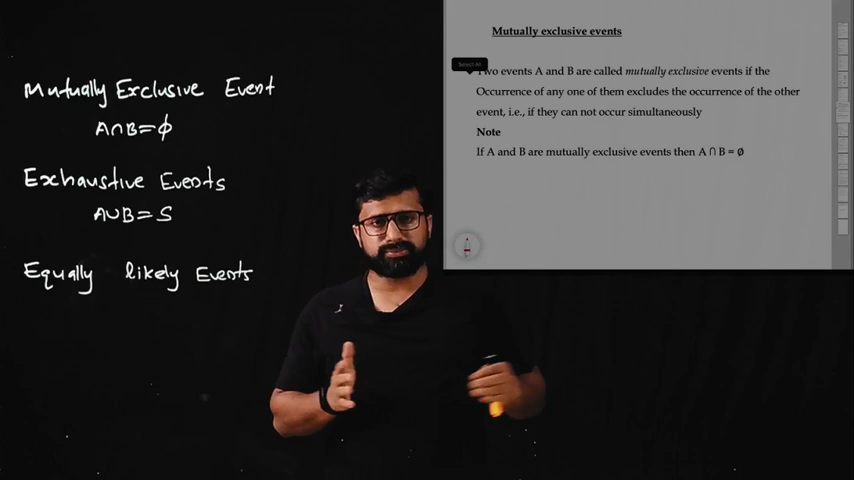 Mutually Exclusive Event
A∩B=ϕ
Exhaustive Events
A∪B=S
Equally likely Events
Mutually exclusive events
Select All
Two events A and B are called mutually exclusive events if the
Occurrence of any one of them excludes the occurrence of the other
event, i.e., if they can not occur simultaneously
Note
If A and B are mutually exclusive events then A ∩ B = ø